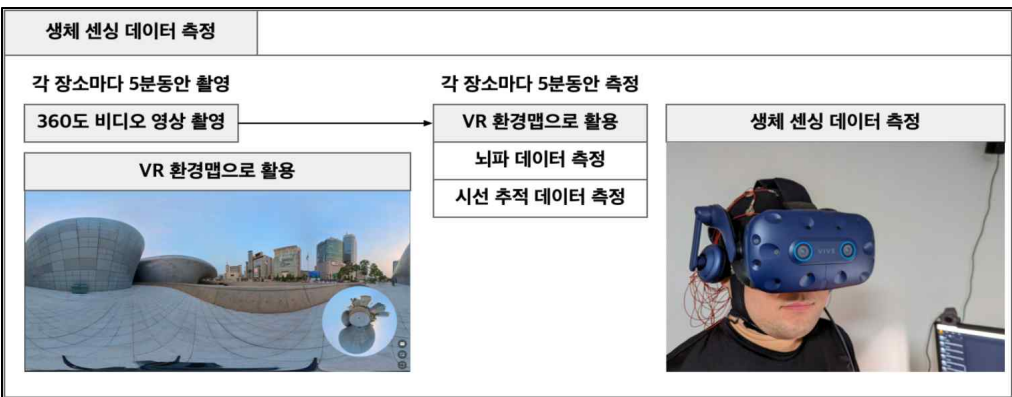 생체 센싱 데이터 측정
각 장소마다 5분동안 촬영
360도 비디오 영상 촬영
VR 환경맵으로 활용
각 장소마다 5분동안 측정
VR 환경맵으로 활용
뇌파 데이터 측정
시선 추적 데이터 측정
생체 센싱 데이터 측정
VIVE